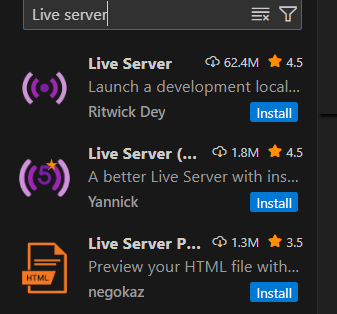 Live server
Live Server 62.4M 4.5
Launch a development local...
Ritwick Dey Install
Live Server (... 1.8M 4.5
5
A better Live Server with ins...
Yannick Install
Live Server P... 1.3M 3.5
Preview your HTML file with...
HTML
negokaz Install